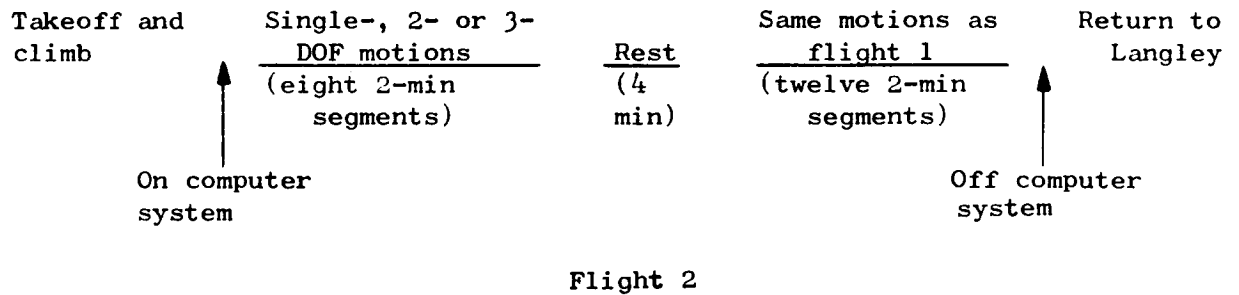 Takeoff and climb
Single-, 2- or 3-
DOF motions
(eight 2-min
segments)
Rest
(4
min)
Same motions as
flight 1
(twelve 2-min
segments)
Return to
Langley
On computer
system
Off computer
system
Flight 2